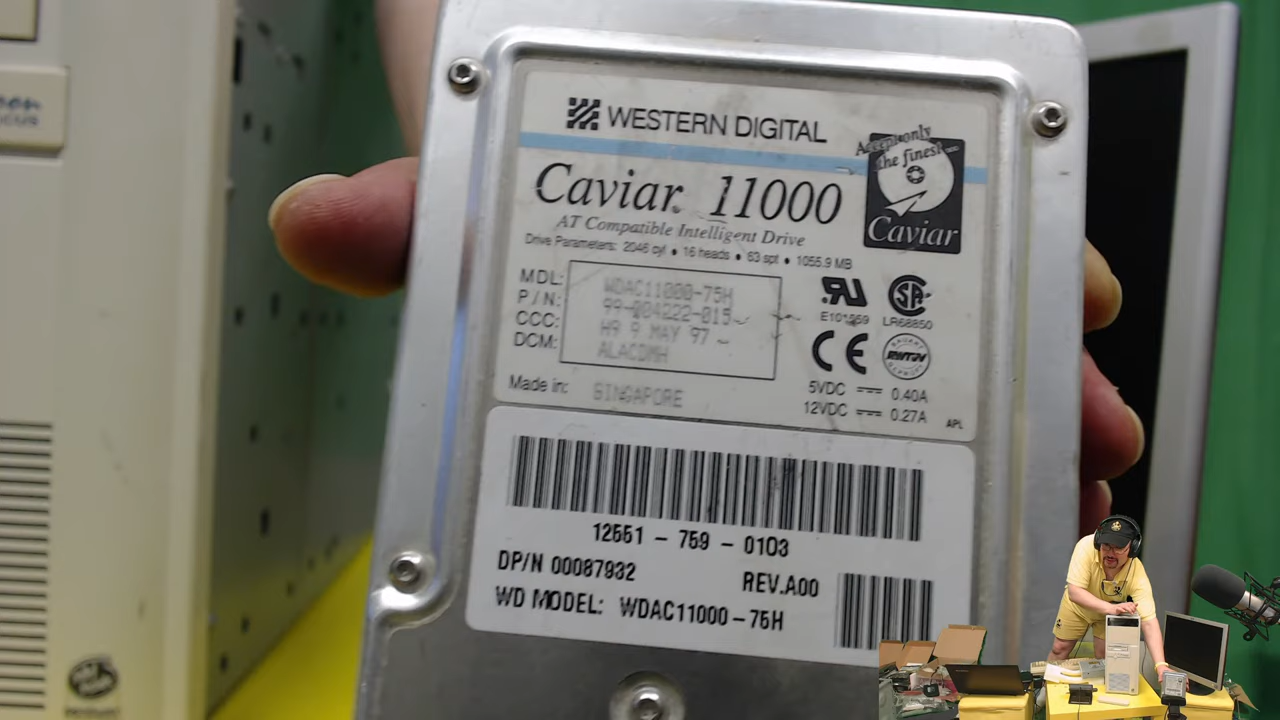 WESTERN DIGITAL
Accept only
the finest
Caviar 11000
Caviar
AT Compatible Intelligent Drive
Drive Parameters: 2046 cyl • 16 heads • 63 spt • 1055.9 MB
MDL: WDAC11000-75H
P/N: 99-004222-015
CCC: H9 9 MAY 97
DCM: ALACDMH
E101559 LR68850
CE
5VDC 0.40A
12VDC 0.27A
APL
Made in: SINGAPORE
12551 - 759 - 0103
DP/N 00087932
REV.A00
WD MODEL: WDAC11000-75H